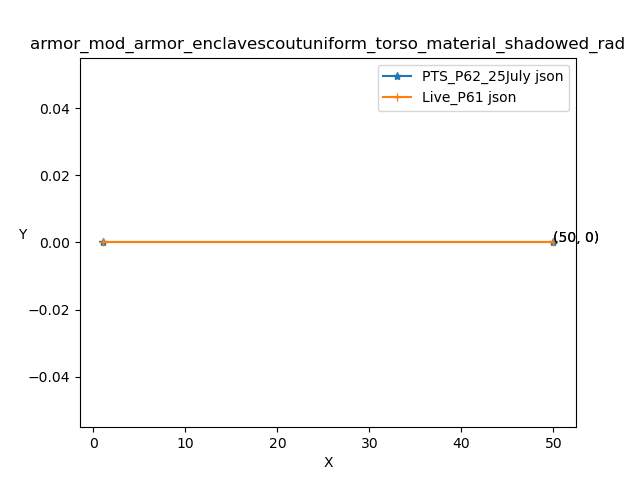 armor_mod_armor_enclavescoutuniform_torso_material_shadowed_rad
PTS_P62_25July json
Live_P61 json
0.04
0.02
0.00
−0.02
−0.04
Y
(50, 0)
0 10 20 30 40 50
X